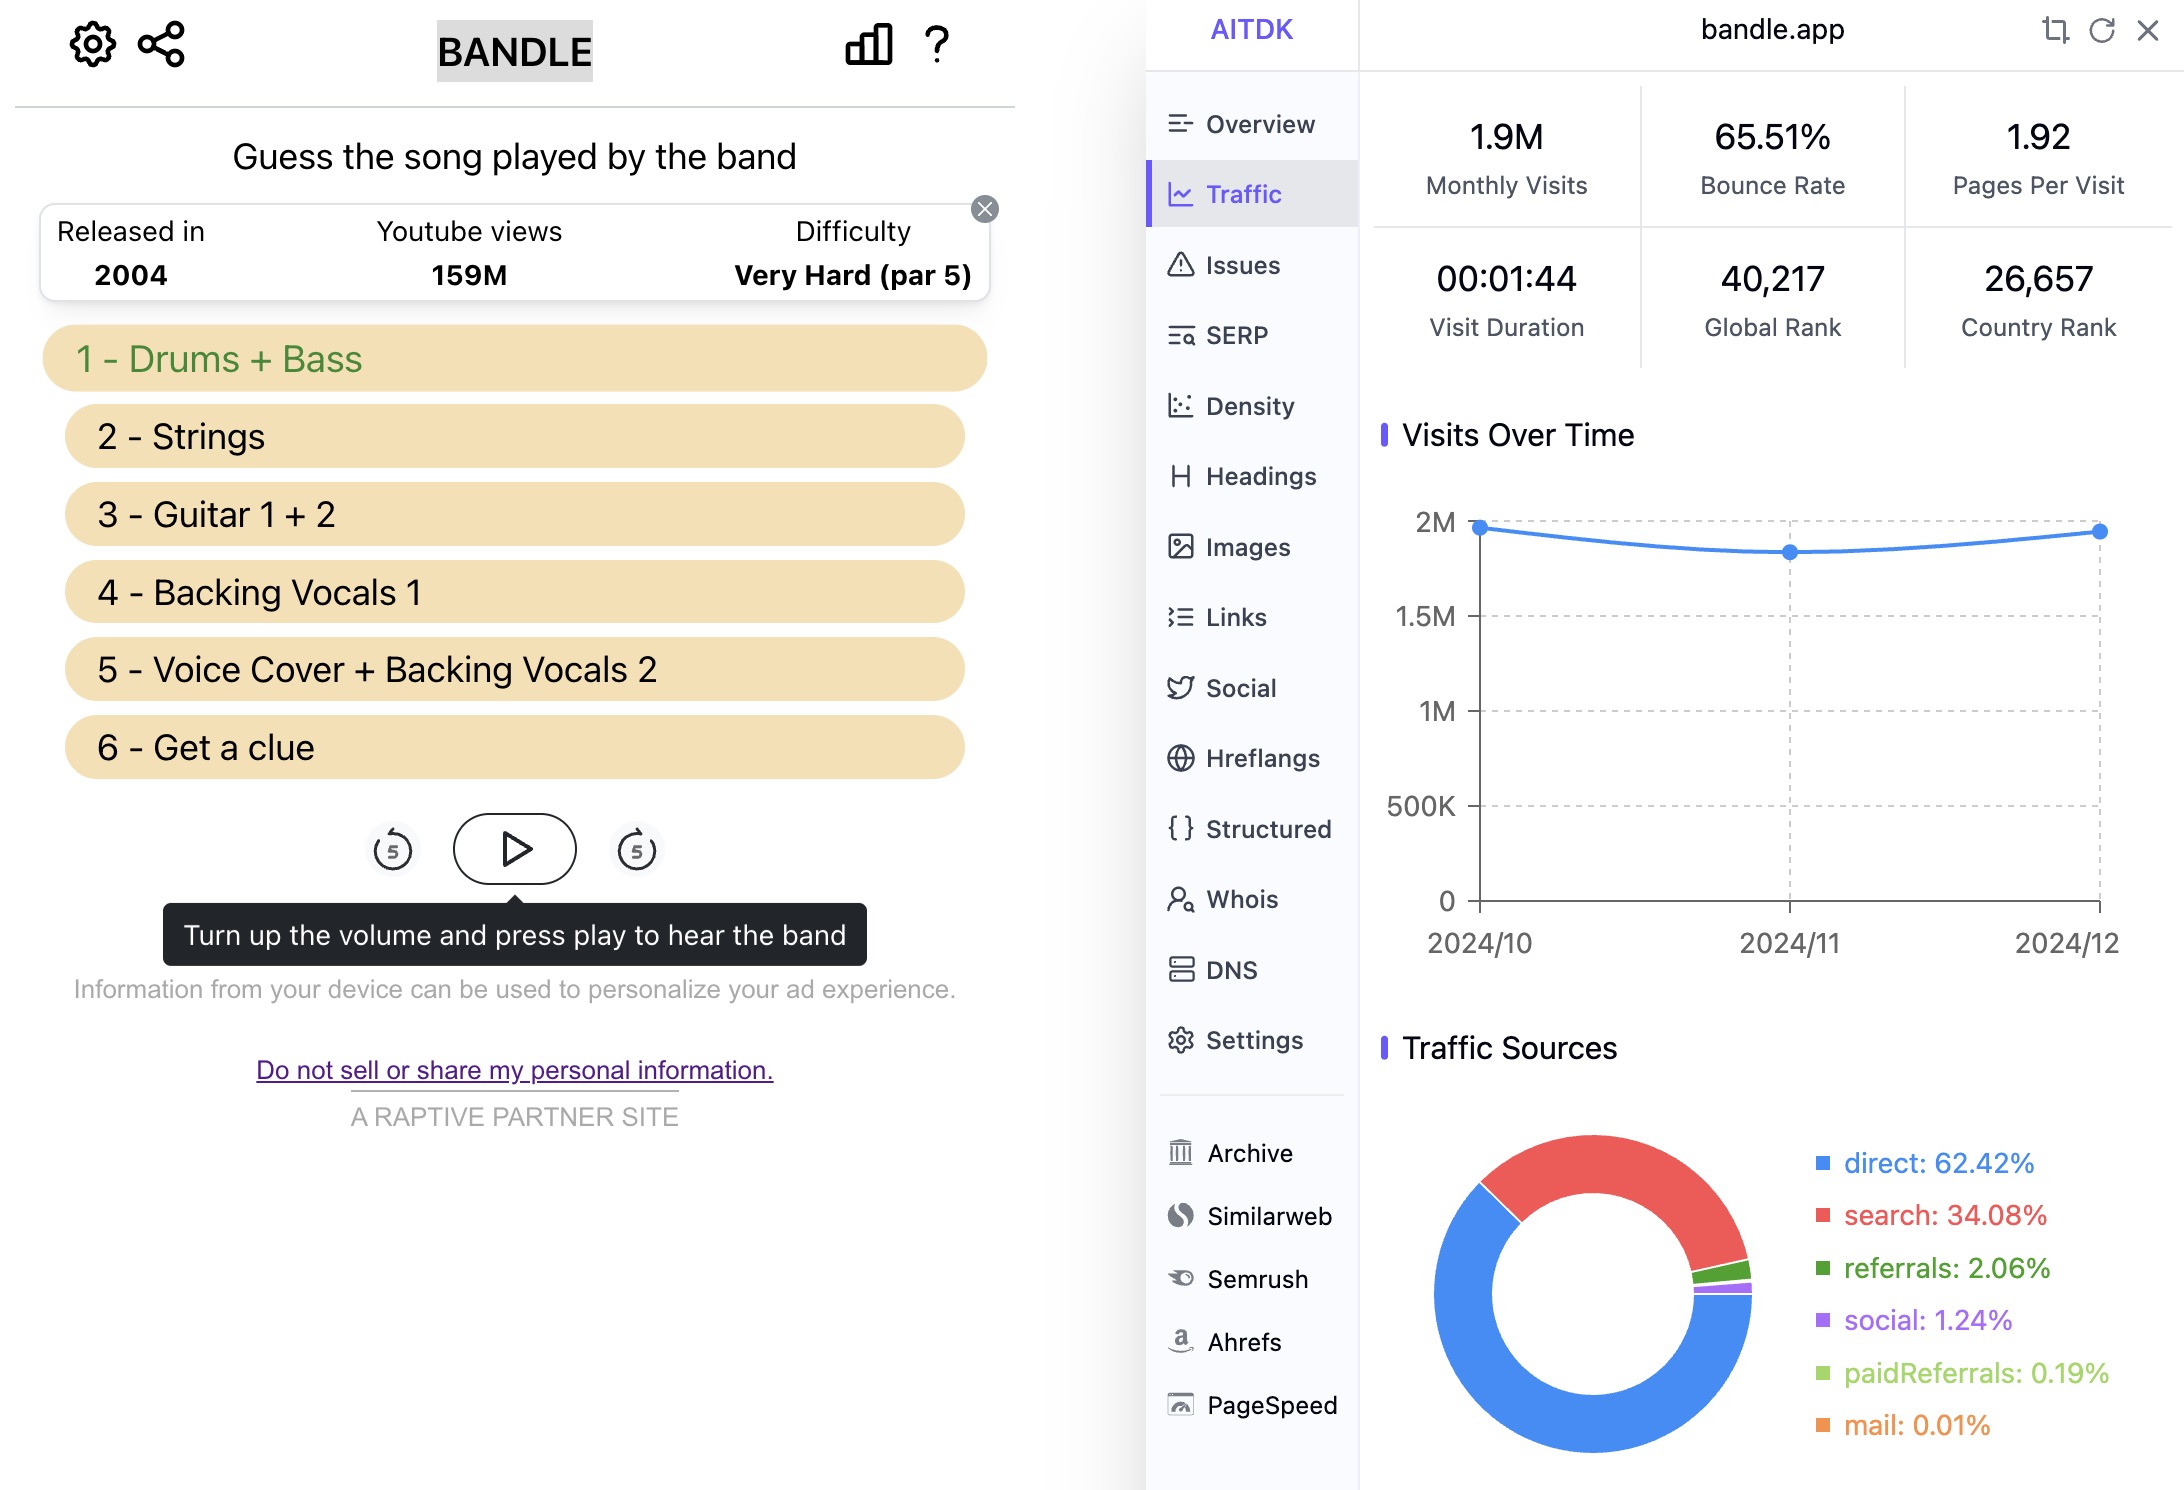 BANDLE
?
Guess the song played by the band
Released in
2004
Youtube views
159M
Difficulty
Very Hard (par 5)
1 - Drums + Bass
2 - Strings
3 - Guitar 1 + 2
4 - Backing Vocals 1
5 - Voice Cover + Backing Vocals 2
6 - Get a clue
5
5
Turn up the volume and press play to hear the band
Information from your device can be used to personalize your ad experience.
Do not sell or share my personal information.
A RAPTIVE PARTNER SITE
AITDK
bandle.app
Overview
Traffic
Issues
SERP
Density
Headings
Images
Links
Social
Hreflangs
Structured
Whois
DNS
Settings
Archive
Similarweb
Semrush
Ahrefs
PageSpeed
1.9M
Monthly Visits
65.51%
Bounce Rate
1.92
Pages Per Visit
00:01:44
Visit Duration
40,217
Global Rank
26,657
Country Rank
Visits Over Time
2M
1.5M
1M
500K
0
2024/10
2024/11
2024/12
Traffic Sources
direct: 62.42%
search: 34.08%
referrals: 2.06%
social: 1.24%
paidReferrals: 0.19%
mail: 0.01%